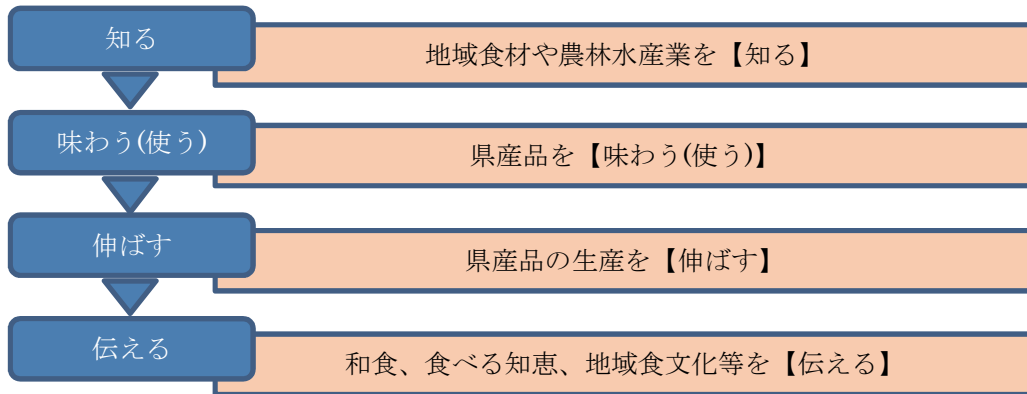 知る
地域食材や農林水産業を【知る】
味わう(使う)
県産品を【味わう(使う)】
伸ばす
県産品の生産を【伸ばす】
伝える
和食、食べる知恵、地域食文化等を【伝える】